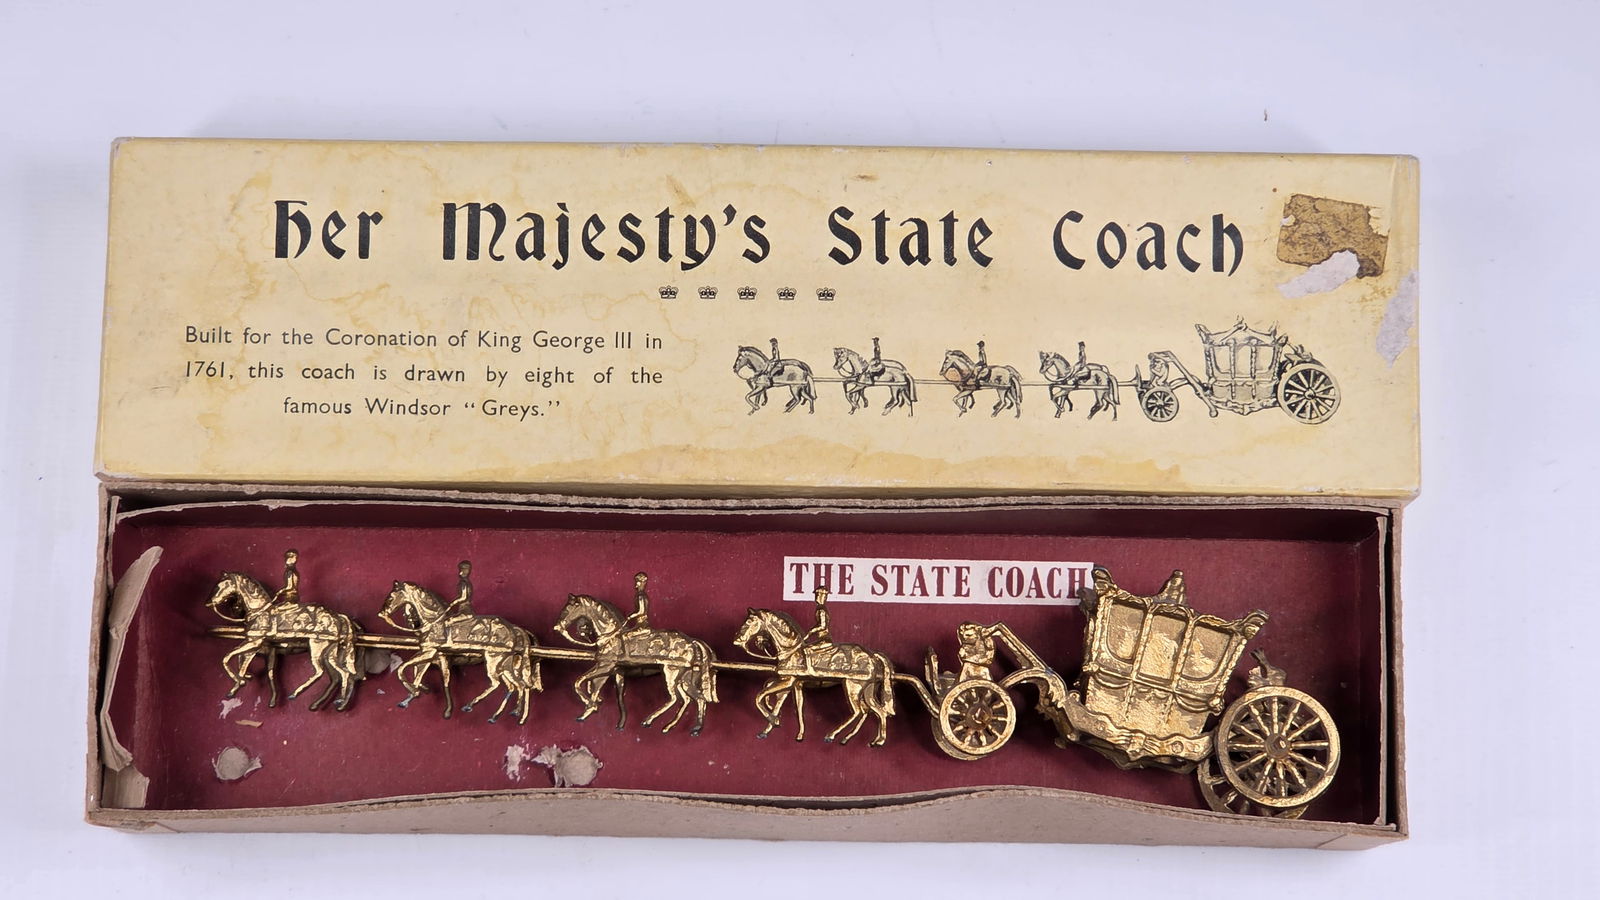 Her Majesty's State Coach
Built for the Coronation of King George III in
1761, this coach is drawn by eight of the
famous Windsor “Greys.”
THE STATE COACH